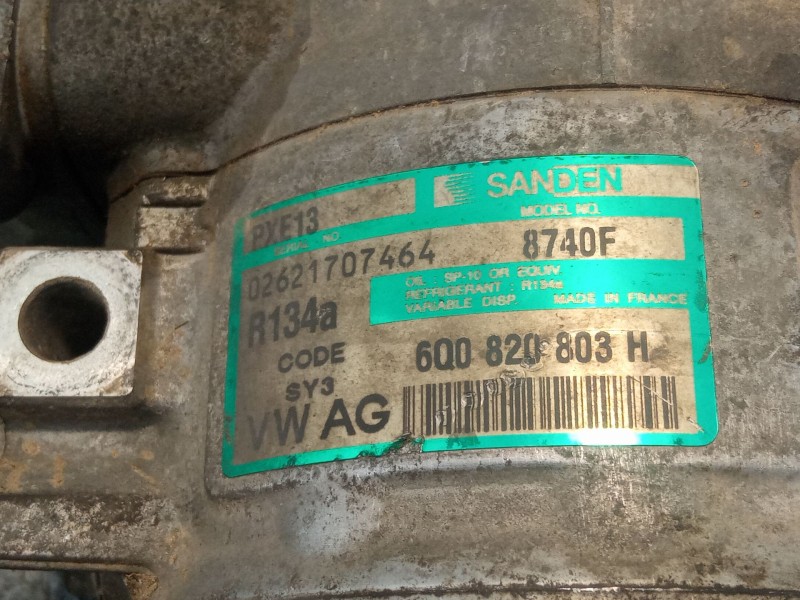 SANDEN
PXE13
SERIAL NO
MODEL NO.
02621707464
8740F
OIL : SP-10 OR EQUIV.
REFRIGERANT : R134a
VARIABLE DISP. MADE IN FRANCE
R134a
CODE
6Q0 820 803 H
SY3
VW AG